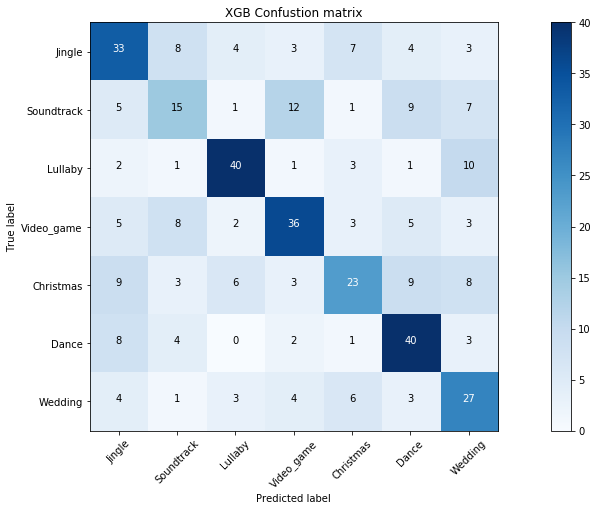 XGB Confustion matrix
Jingle 33 8 4 3 7 4 3
Soundtrack 5 15 1 12 1 9 7
Lullaby 2 1 40 1 3 1 10
Video_game 5 8 2 36 3 5 3
Christmas 9 3 6 3 23 9 8
Dance 8 4 0 2 1 40 3
Wedding 4 1 3 4 6 3 27
True label
Jingle Soundtrack Lullaby Video_game Christmas Dance Wedding
Predicted label
40
35
30
25
20
15
10
5
0